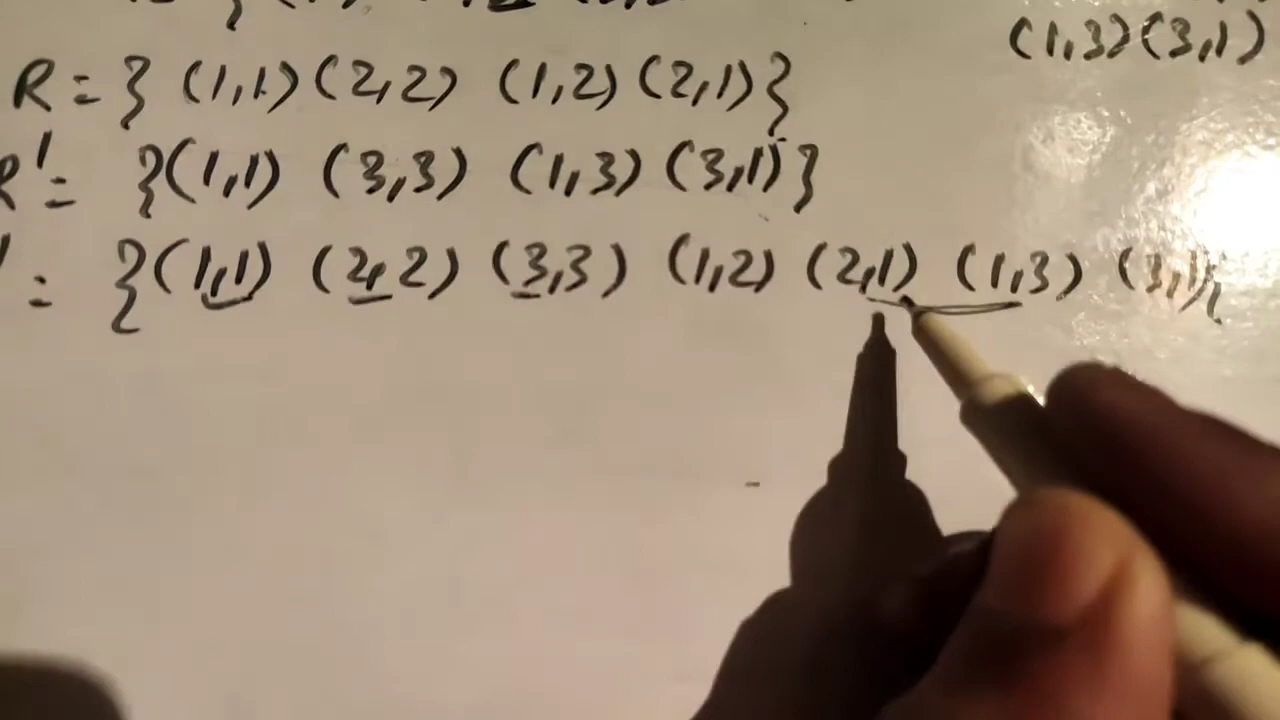 (1,3)(3,1)
R = { (1,1)(2,2) (1,2)(2,1)}
R' = {(1,1) (3,3) (1,3)(3,1)}
= {(1,1) (2,2) (3,3) (1,2) (2,1) (1,3) (3,1)}